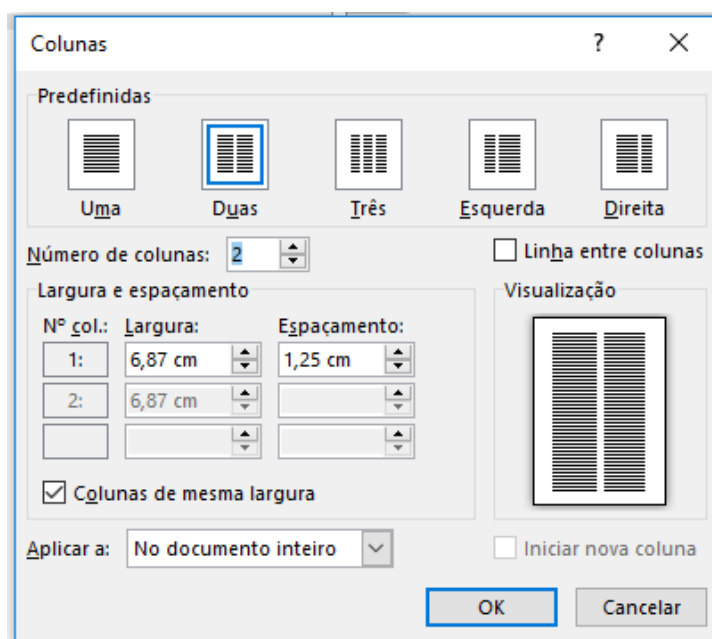 Colunas ? X
Predefinidas
Uma Duas Três Esquerda Direita
Número de colunas: 2 Linha entre colunas
Largura e espaçamento Visualização
Nº col.: Largura: Espaçamento:
1: 6,87 cm 1,25 cm
2: 6,87 cm
Colunas de mesma largura
Aplicar a: No documento inteiro Iniciar nova coluna
OK Cancelar